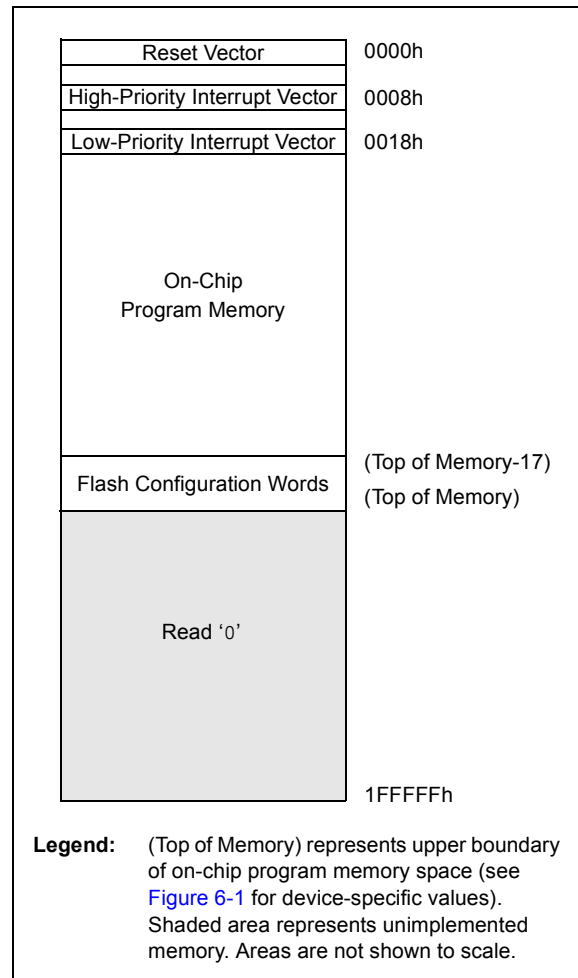 Reset Vector 0000h
High-Priority Interrupt Vector 0008h
Low-Priority Interrupt Vector 0018h
On-Chip
Program Memory
(Top of Memory-17)
Flash Configuration Words
(Top of Memory)
Read ‘0’
1FFFFFh
Legend: (Top of Memory) represents upper boundary
of on-chip program memory space (see
Figure 6-1 for device-specific values).
Shaded area represents unimplemented
memory. Areas are not shown to scale.